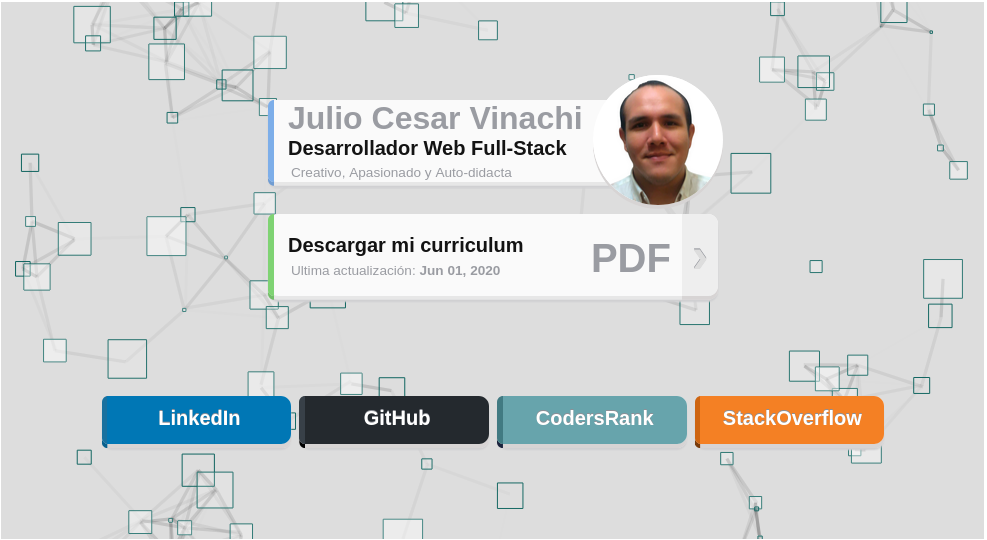 Julio Cesar Vinachi
Desarrollador Web Full-Stack
Creativo, Apasionado y Auto-didacta
Descargar mi curriculum
Ultima actualización: Jun 01, 2020
PDF
LinkedIn
GitHub
CodersRank
StackOverflow